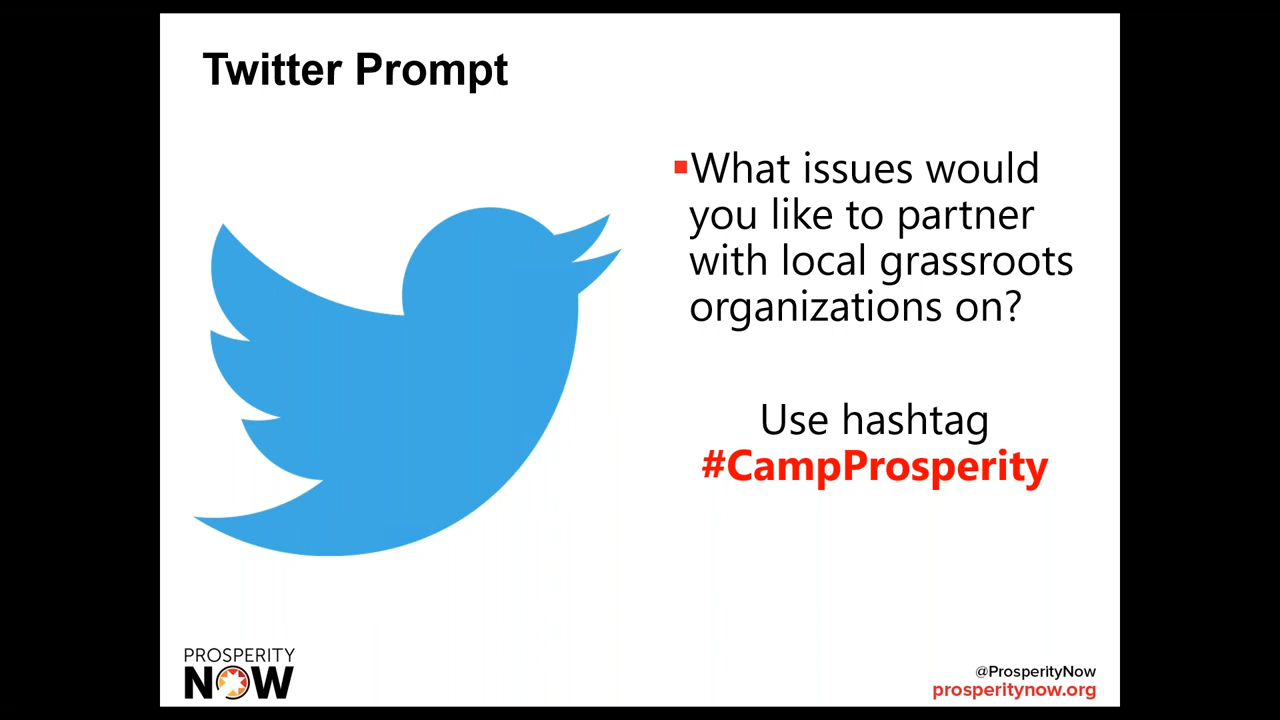 Twitter Prompt
What issues would
you like to partner
with local grassroots
organizations on?
Use hashtag
#CampProsperity
PROSPERITY
NOW
@ProsperityNow
prosperitynow.org